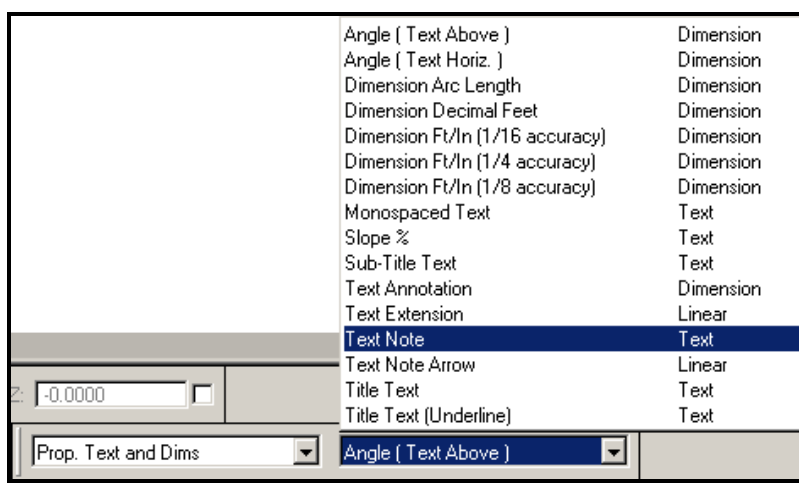 Angle ( Text Above ) Dimension
Angle ( Text Horiz. ) Dimension
Dimension Arc Length Dimension
Dimension Decimal Feet Dimension
Dimension Ft/In (1/16 accuracy) Dimension
Dimension Ft/In (1/4 accuracy) Dimension
Dimension Ft/In (1/8 accuracy) Dimension
Monospaced Text Text
Slope % Text
Sub-Title Text Text
Text Annotation Dimension
Text Extension Linear
Text Note Text
Text Note Arrow Linear
Title Text Text
Title Text (Underline) Text
Z: -0.0000
Prop. Text and Dims Angle ( Text Above )